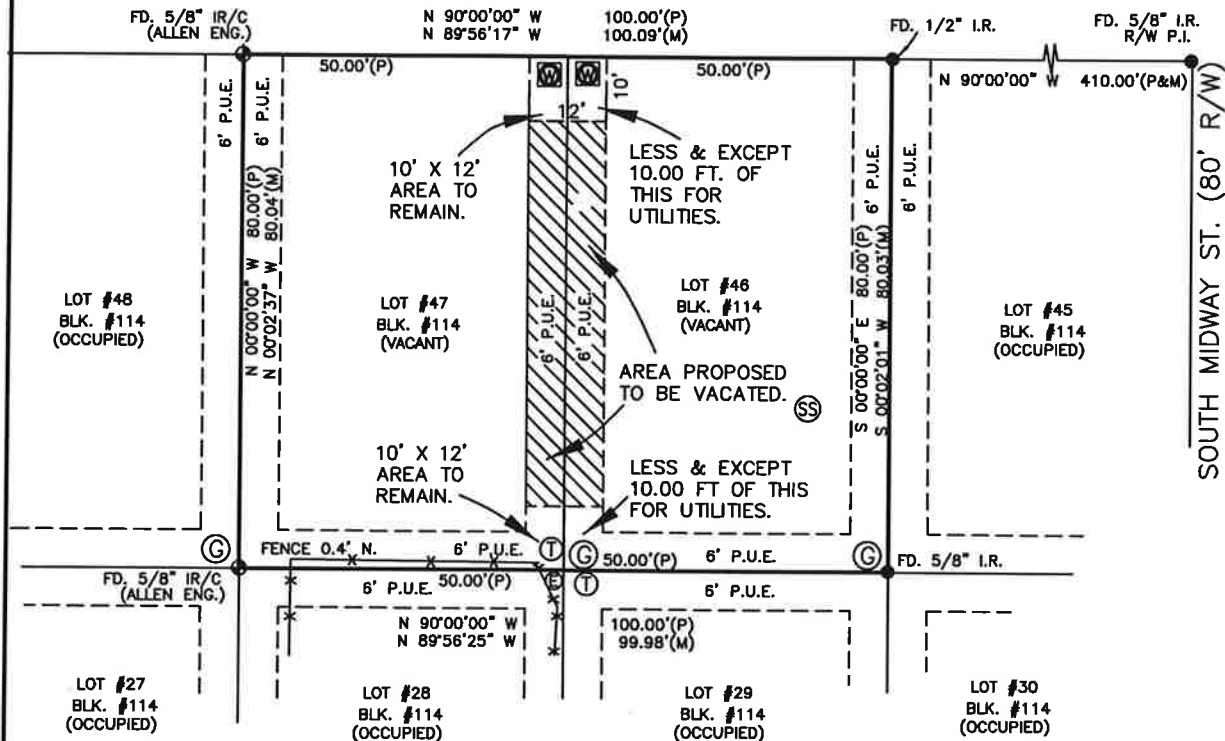 FD. 5/8" IR/C
(ALLEN ENG.)
N 90°00'00" W 100.00'(P)
N 89°56'17" W 100.09'(M)
FD. 1/2" I.R.
FD. 5/8" I.R.
R/W P.I.
50.00'(P)
W
W
50.00'(P)
N 90°00'00" W 410.00'(P&M)
10'
12'
6' P.U.E.
6' P.U.E.
N 00°00'00" W 80.00'(P)
N 00°02'37" W 80.04'(M)
10' X 12'
AREA TO
REMAIN.
LESS & EXCEPT
10.00 FT. OF
THIS FOR
UTILITIES.
6' P.U.E.
6' P.U.E.
S 00°00'00" E 80.00'(P)
S 00°02'01" W 80.03'(M)
SOUTH MIDWAY ST. (80' R/W)
LOT #48
BLK. #114
(OCCUPIED)
LOT #47
BLK. #114
(VACANT)
6' P.U.E.
6' P.U.E.
LOT #46
BLK. #114
(VACANT)
LOT #45
BLK. #114
(OCCUPIED)
AREA PROPOSED
TO BE VACATED.
SS
10' X 12'
AREA TO
REMAIN.
LESS & EXCEPT
10.00 FT OF THIS
FOR UTILITIES.
G
FENCE 0.4' N.
6' P.U.E.
T
G
50.00'(P)
6' P.U.E.
G
FD. 5/8" I.R.
FD. 5/8" IR/C
(ALLEN ENG.)
6' P.U.E.
50.00'(P)
E
T
6' P.U.E.
N 90°00'00" W 100.00'(P)
N 89°56'25" W 99.98'(M)
LOT #27
BLK. #114
(OCCUPIED)
LOT #28
BLK. #114
(OCCUPIED)
LOT #29
BLK. #114
(OCCUPIED)
LOT #30
BLK. #114
(OCCUPIED)